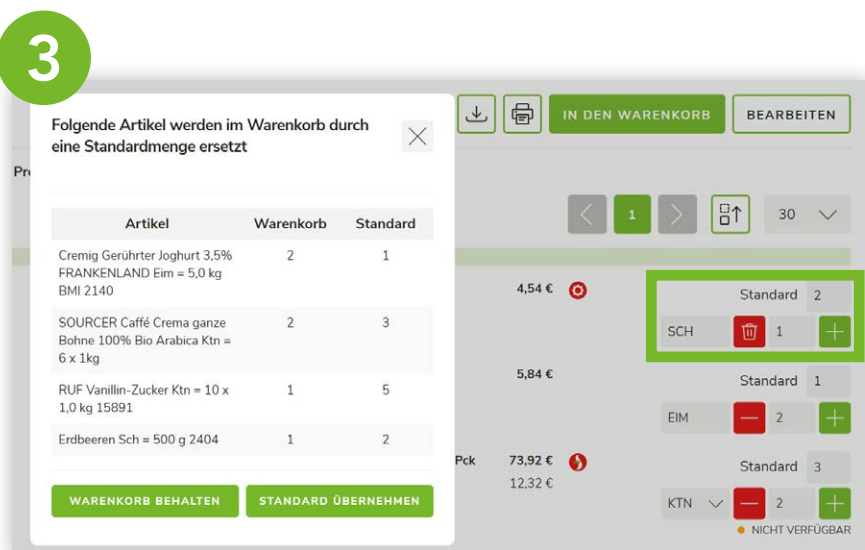 3
Folgende Artikel werden im Warenkorb durch
eine Standardmenge ersetzt
IN DEN WARENKORB
BEARBEITEN
1
30
Artikel Warenkorb Standard
Cremig Gerührter Joghurt 3,5% 2 1
FRANKENLAND Eim = 5,0 kg
BMI 2140
SOURCER Caffé Crema ganze 2 3
Bohne 100% Bio Arabica Ktn =
6 x 1kg
RUF Vanillin-Zucker Ktn = 10 x 1 5
1,0 kg 15891
Erdbeeren Sch = 500 g 2404 1 2
WARENKORB BEHALTEN
STANDARD ÜBERNEHMEN
4,54 €
Standard 2
SCH 1
5,84 €
Standard 1
EIM 2
Pck 73,92 €
12,32 €
Standard 3
KTN 2
NICHT VERFÜGBAR